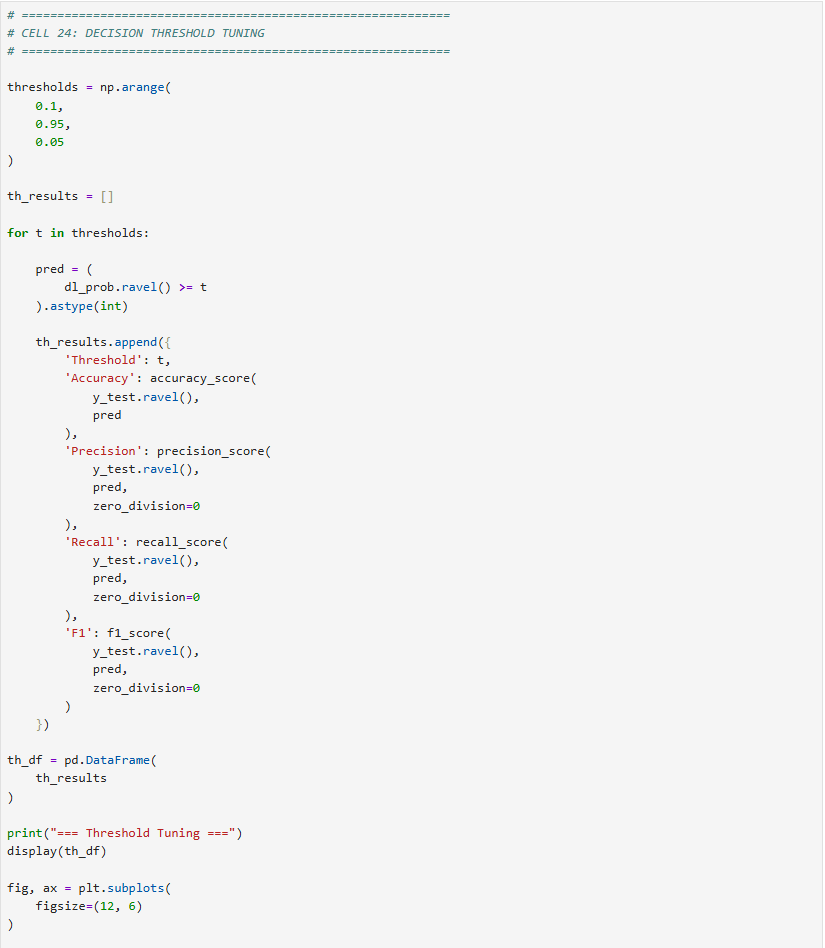 # ============================================================
# CELL 24: DECISION THRESHOLD TUNING
# ============================================================
thresholds = np.arange(
    0.1,
    0.95,
    0.05
)
th_results = []
for t in thresholds:
    pred = (
        dl_prob.ravel() >= t
    ).astype(int)
    th_results.append({
        'Threshold': t,
        'Accuracy': accuracy_score(
            y_test.ravel(),
            pred
        ),
        'Precision': precision_score(
            y_test.ravel(),
            pred,
            zero_division=0
        ),
        'Recall': recall_score(
            y_test.ravel(),
            pred,
            zero_division=0
        ),
        'F1': f1_score(
            y_test.ravel(),
            pred,
            zero_division=0
        )
    })
th_df = pd.DataFrame(
    th_results
)
print("=== Threshold Tuning ===")
display(th_df)
fig, ax = plt.subplots(
    figsize=(12, 6)
)